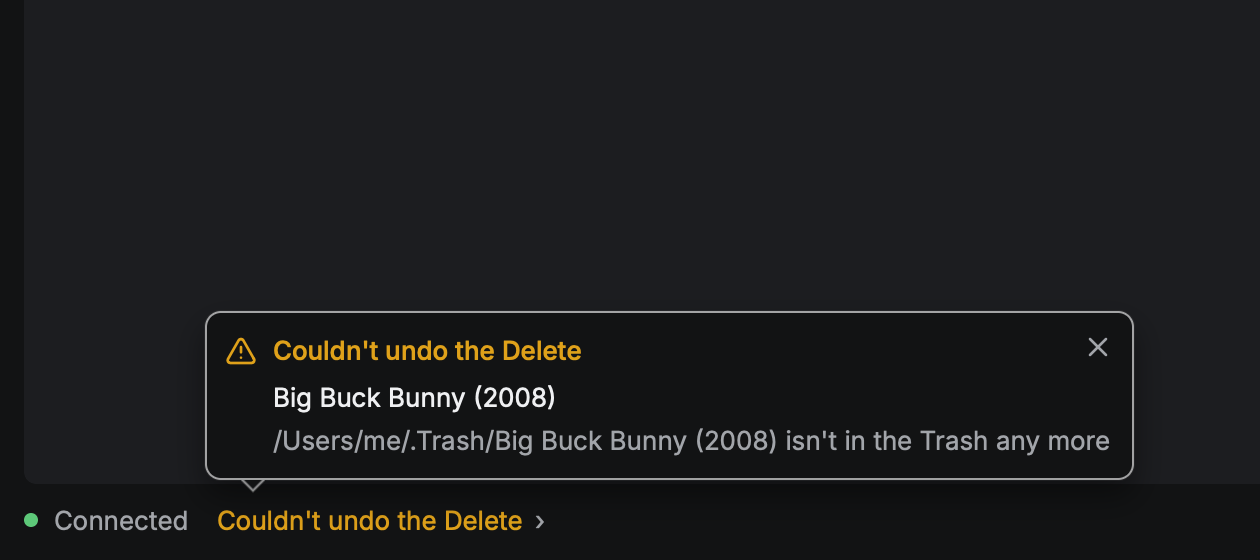 Couldn't undo the Delete
Big Buck Bunny (2008)
/Users/me/.Trash/Big Buck Bunny (2008) isn't in the Trash any more
Connected Couldn't undo the Delete ›